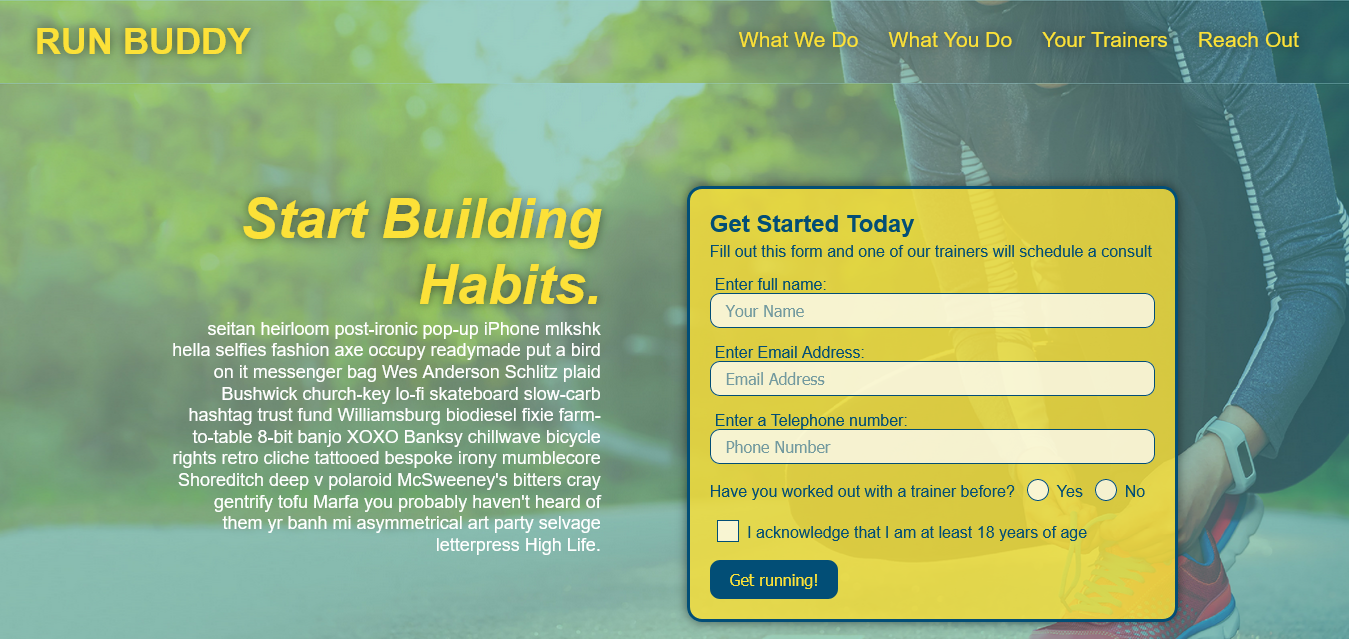 RUN BUDDY
What We Do What You Do Your Trainers Reach Out
Start Building
Habits.
seitan heirloom post-ironic pop-up iPhone mlkshk
hella selfies fashion axe occupy readymade put a bird
on it messenger bag Wes Anderson Schlitz plaid
Bushwick church-key lo-fi skateboard slow-carb
hashtag trust fund Williamsburg biodiesel fixie farm-
to-table 8-bit banjo XOXO Banksy chillwave bicycle
rights retro cliche tattooed bespoke irony mumblecore
Shoreditch deep v polaroid McSweeney's bitters cray
gentrify tofu Marfa you probably haven't heard of
them yr banh mi asymmetrical art party selvage
letterpress High Life.
Get Started Today
Fill out this form and one of our trainers will schedule a consult
Enter full name:
Your Name
Enter Email Address:
Email Address
Enter a Telephone number:
Phone Number
Have you worked out with a trainer before? Yes No
I acknowledge that I am at least 18 years of age
Get running!